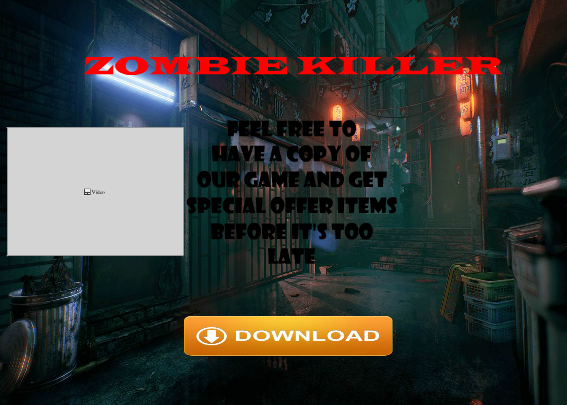 ZOMBIE KILLER
FEEL FREE TO
HAVE A COPY OF
OUR GAME AND GET
SPECIAL OFFER ITEMS
BEFORE IT'S TOO
LATE
Video
DOWNLOAD